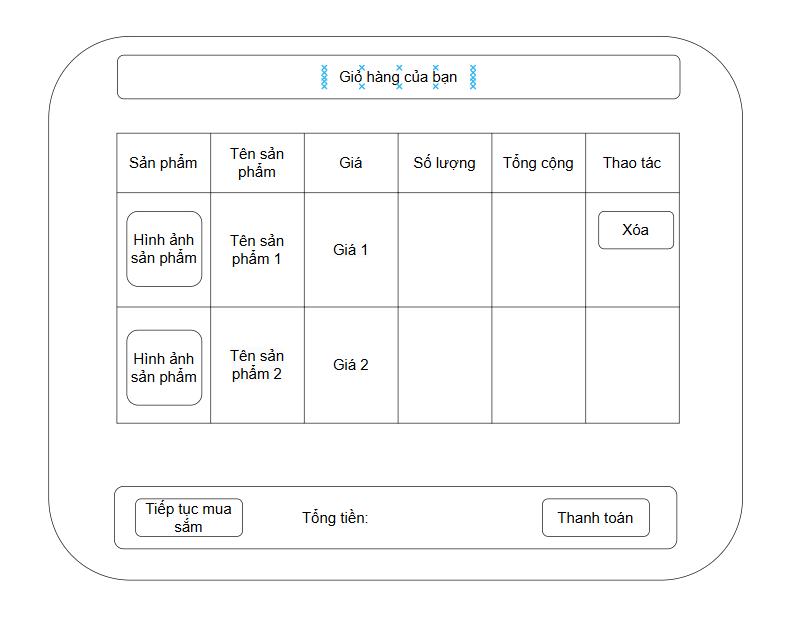 Giỏ hàng của bạn
Sản phẩm
Tên sản
phẩm
Giá
Số lượng
Tổng cộng
Thao tác
Hình ảnh
sản phẩm
Tên sản
phẩm 1
Giá 1
Xóa
Hình ảnh
sản phẩm
Tên sản
phẩm 2
Giá 2
Tiếp tục mua
sắm
Tổng tiền:
Thanh toán